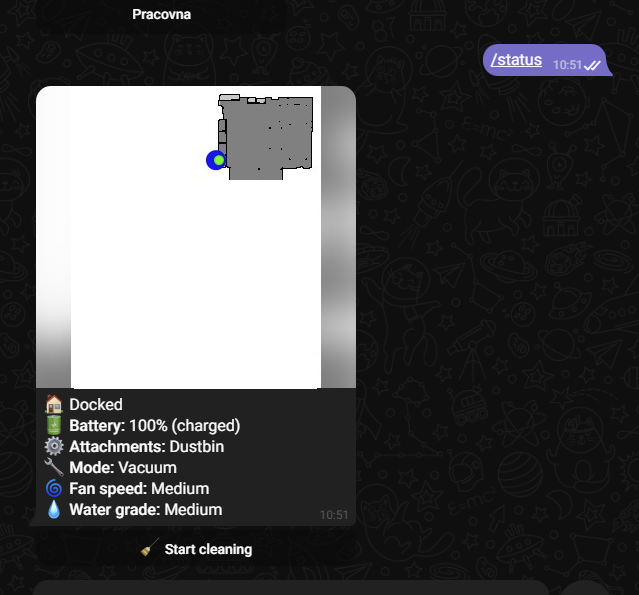 Pracovna
/status 10:51
Docked
Battery: 100% (charged)
Attachments: Dustbin
Mode: Vacuum
Fan speed: Medium
Water grade: Medium
10:51
Start cleaning